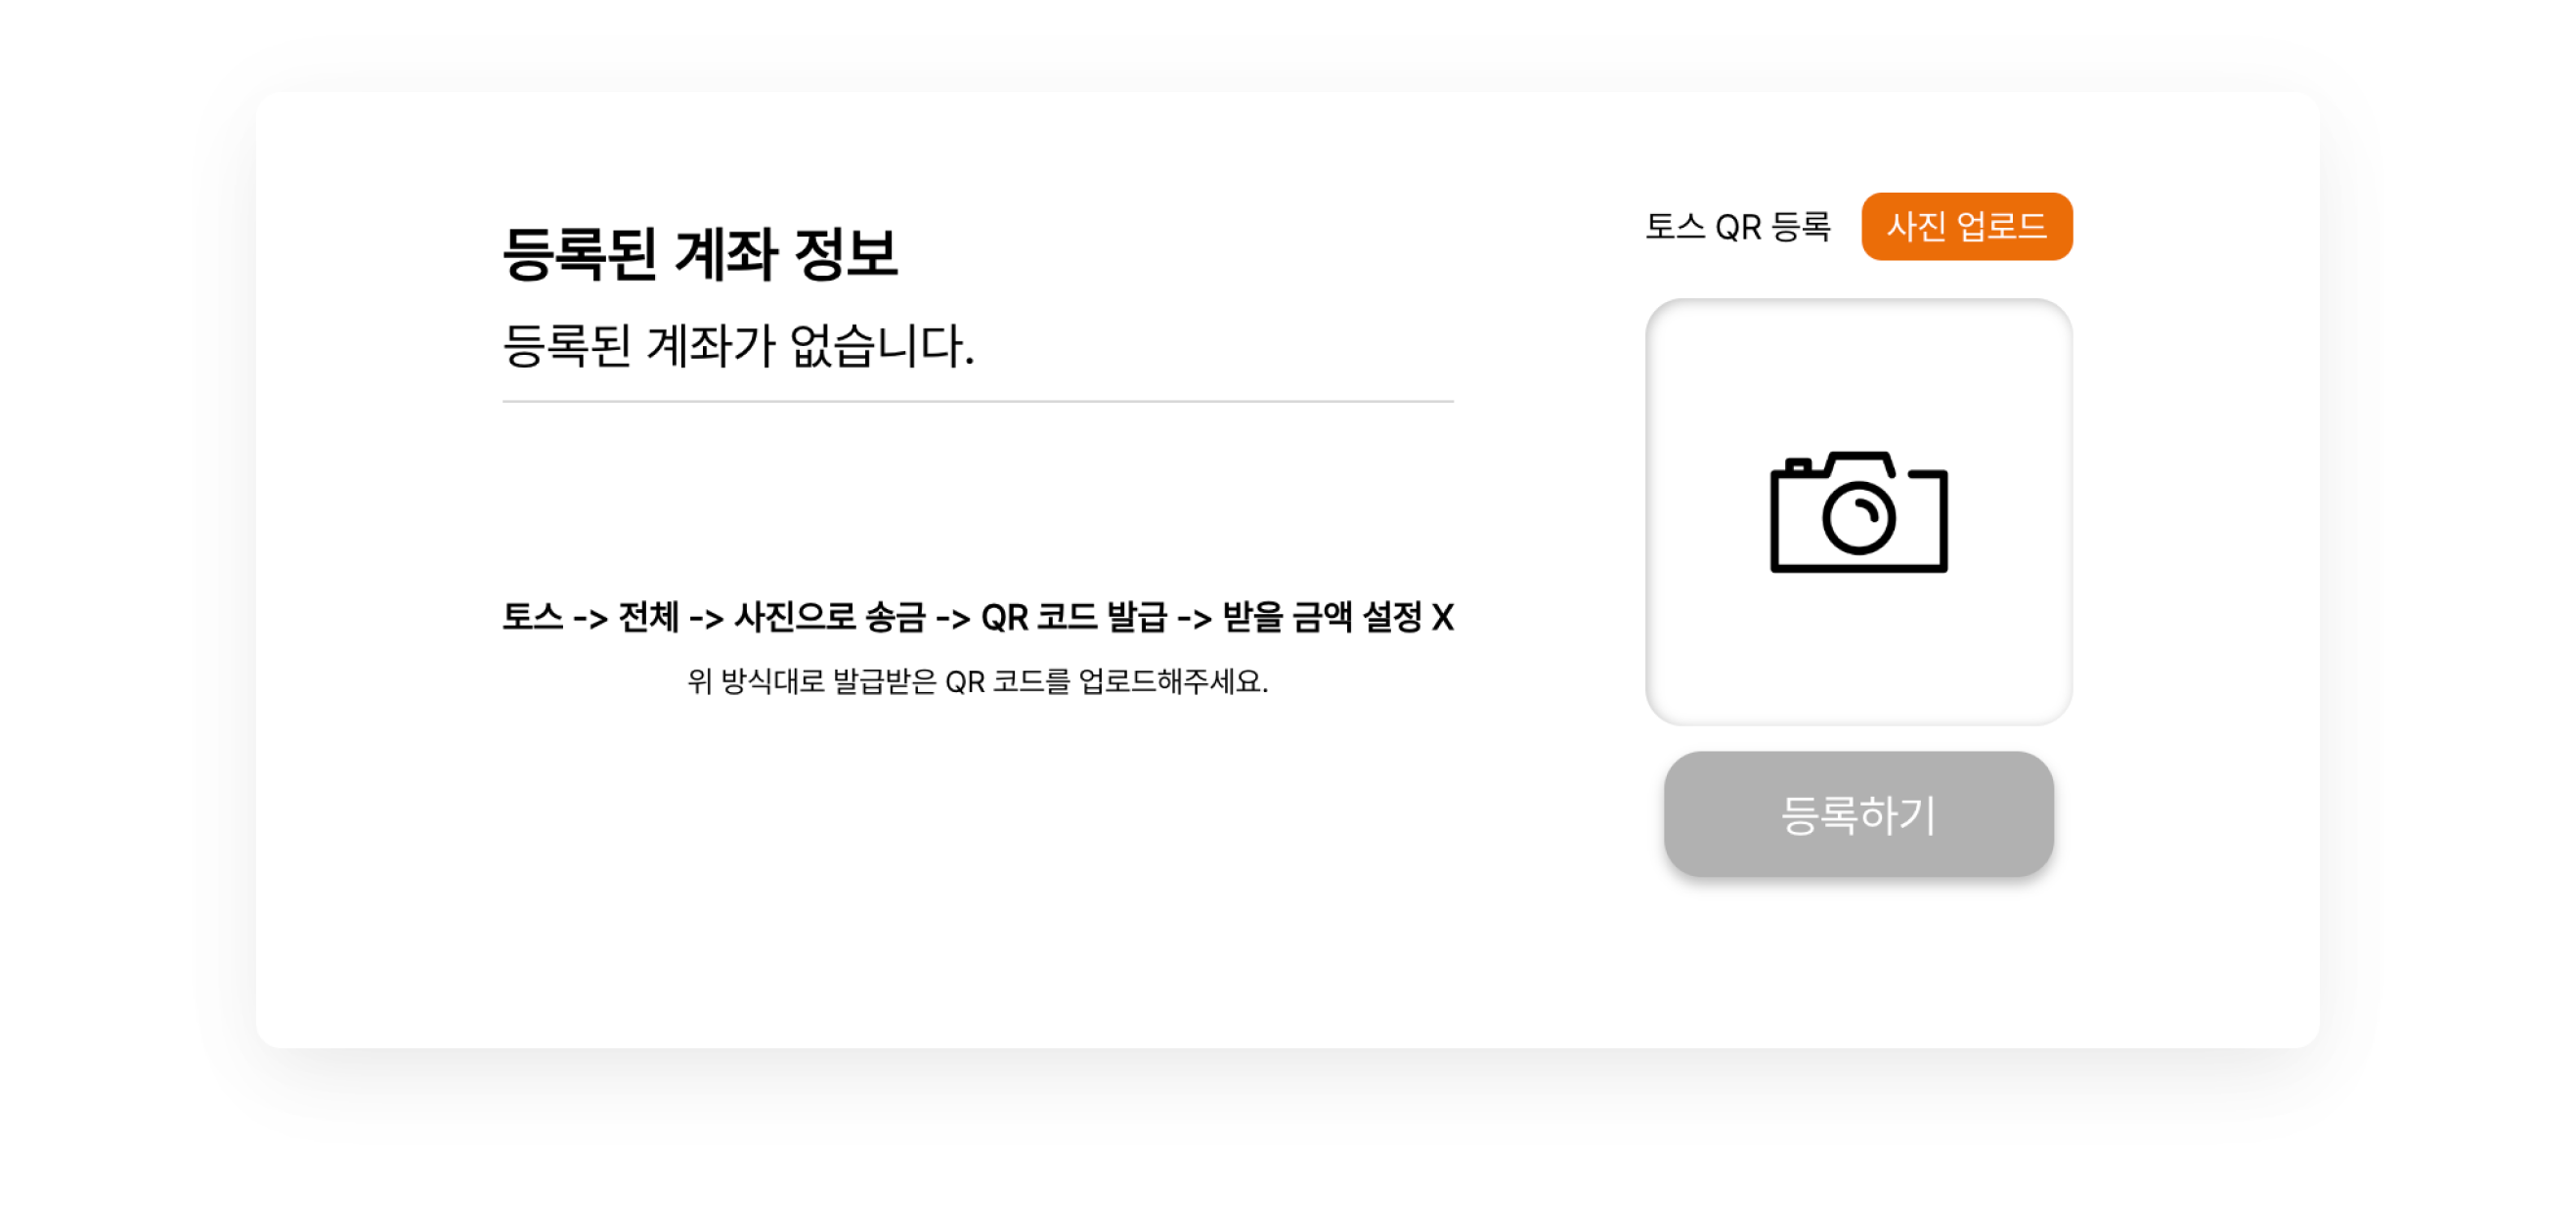 등록된 계좌 정보
등록된 계좌가 없습니다.
토스 -> 전체 -> 사진으로 송금 -> QR 코드 발급 -> 받을 금액 설정 X
위 방식대로 발급받은 QR 코드를 업로드해주세요.
토스 QR 등록 사진 업로드
등록하기